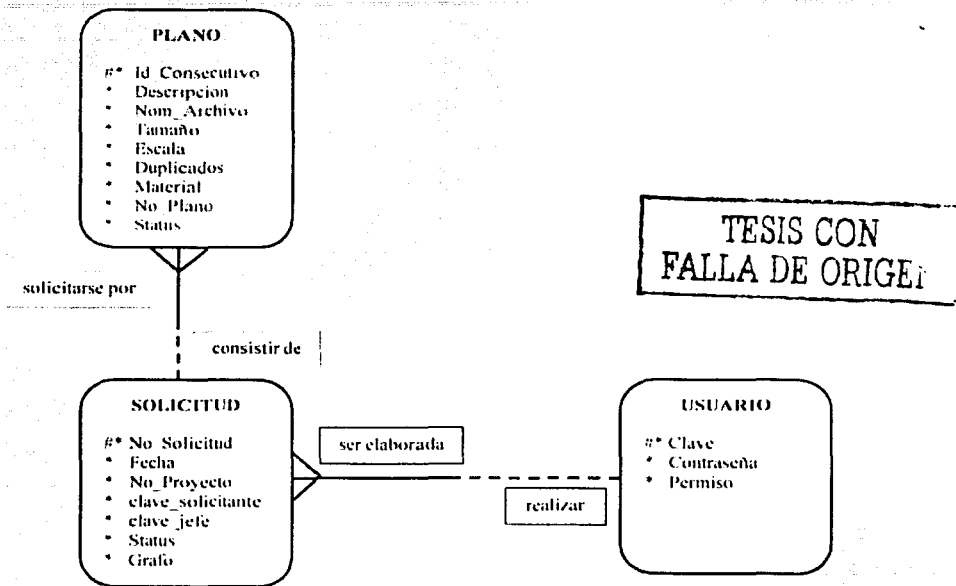 PLANO
#* Id_Consecutivo
* Descripcion
* Nom_Archivo
* Tamaño
* Escala
* Duplicados
* Material
* No_Plano
* Status
TESIS CON
FALLA DE ORIGEN
solicitarse por
consistir de
SOLICITUD
#* No_Solicitud
* Fecha
* No_Proyecto
* clave_solicitante
* clave_jefe
* Status
* Grafo
ser elaborada
realizar
USUARIO
#* Clave
* Contraseña
* Permiso